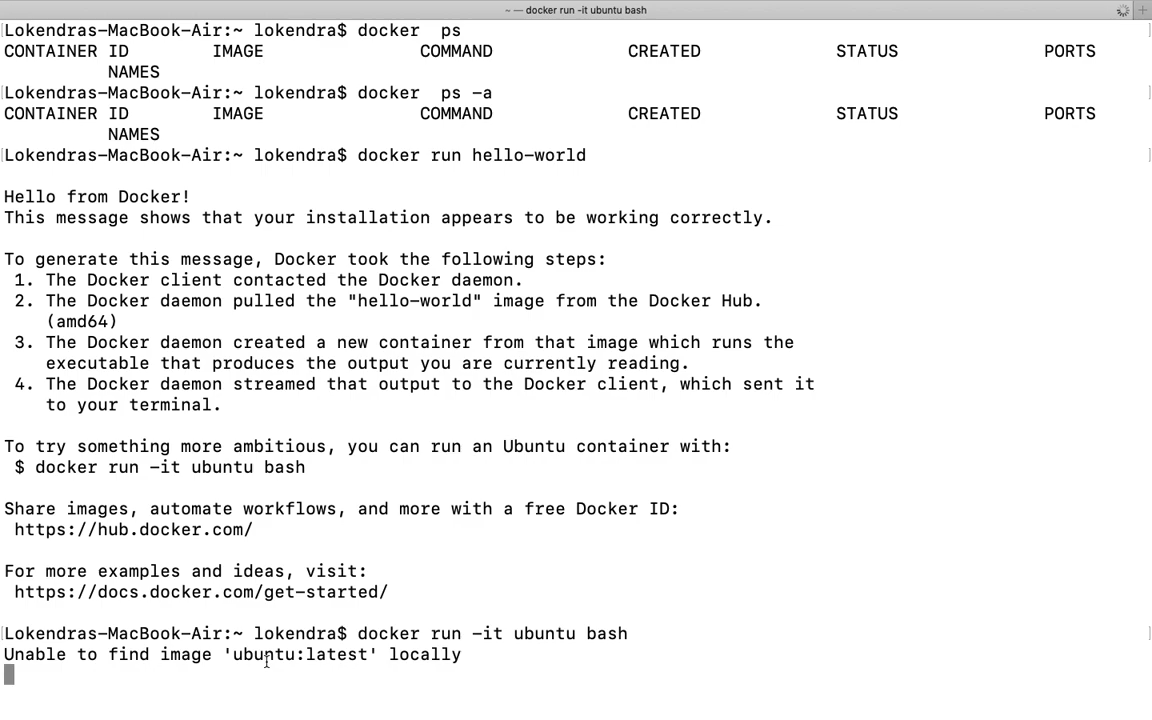 ~ — docker run -it ubuntu bash
Lokendras-MacBook-Air:~ lokendra$ docker  ps
CONTAINER ID        IMAGE               COMMAND             CREATED             STATUS              PORTS
          NAMES
Lokendras-MacBook-Air:~ lokendra$ docker  ps -a
CONTAINER ID        IMAGE               COMMAND             CREATED             STATUS              PORTS
          NAMES
Lokendras-MacBook-Air:~ lokendra$ docker run hello-world
Hello from Docker!
This message shows that your installation appears to be working correctly.
To generate this message, Docker took the following steps:
 1. The Docker client contacted the Docker daemon.
 2. The Docker daemon pulled the "hello-world" image from the Docker Hub.
    (amd64)
 3. The Docker daemon created a new container from that image which runs the
    executable that produces the output you are currently reading.
 4. The Docker daemon streamed that output to the Docker client, which sent it
    to your terminal.
To try something more ambitious, you can run an Ubuntu container with:
 $ docker run -it ubuntu bash
Share images, automate workflows, and more with a free Docker ID:
 https://hub.docker.com/
For more examples and ideas, visit:
 https://docs.docker.com/get-started/
Lokendras-MacBook-Air:~ lokendra$ docker run -it ubuntu bash
Unable to find image 'ubuntu:latest' locally